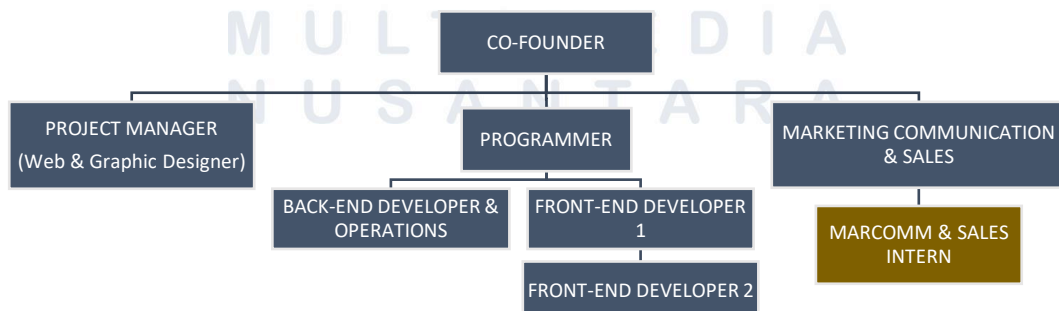 MULTIMEDIA
CO-FOUNDER
NUSANTARA
PROJECT MANAGER
(Web & Graphic Designer)
PROGRAMMER
MARKETING COMMUNICATION
& SALES
BACK-END DEVELOPER &
OPERATIONS
FRONT-END DEVELOPER
1
MARCOMM & SALES
INTERN
FRONT-END DEVELOPER 2